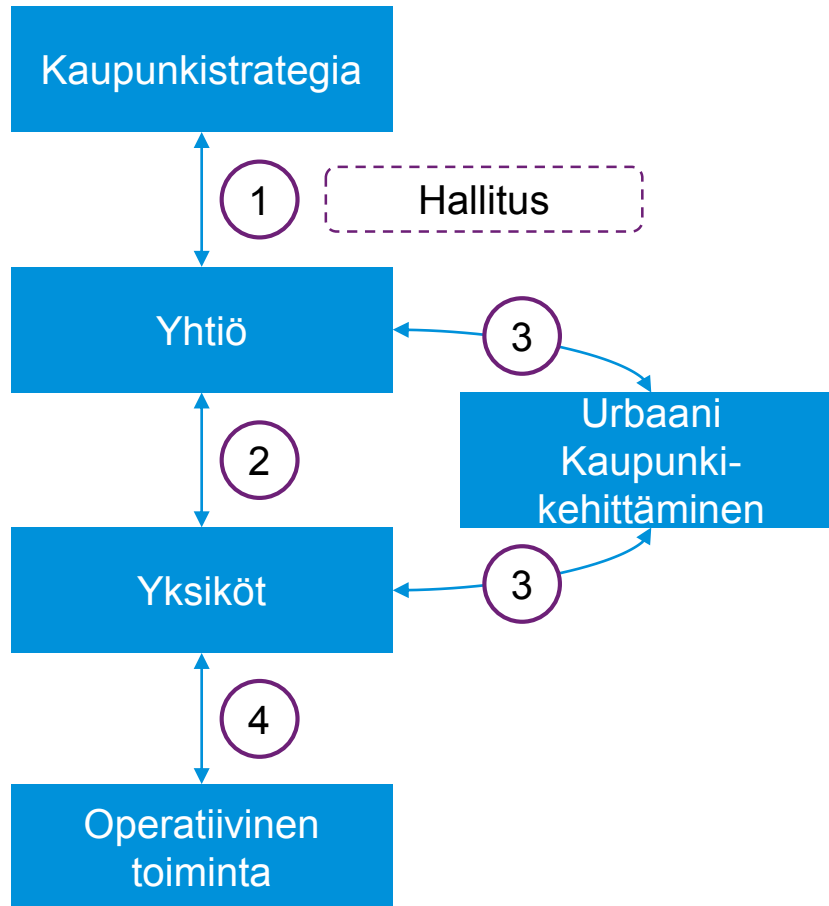 Kaupunkistrategia
1
Hallitus
Yhtiö
3
2
Urbaani
Kaupunki-
kehittäminen
Yksiköt
3
4
Operatiivinen
toiminta